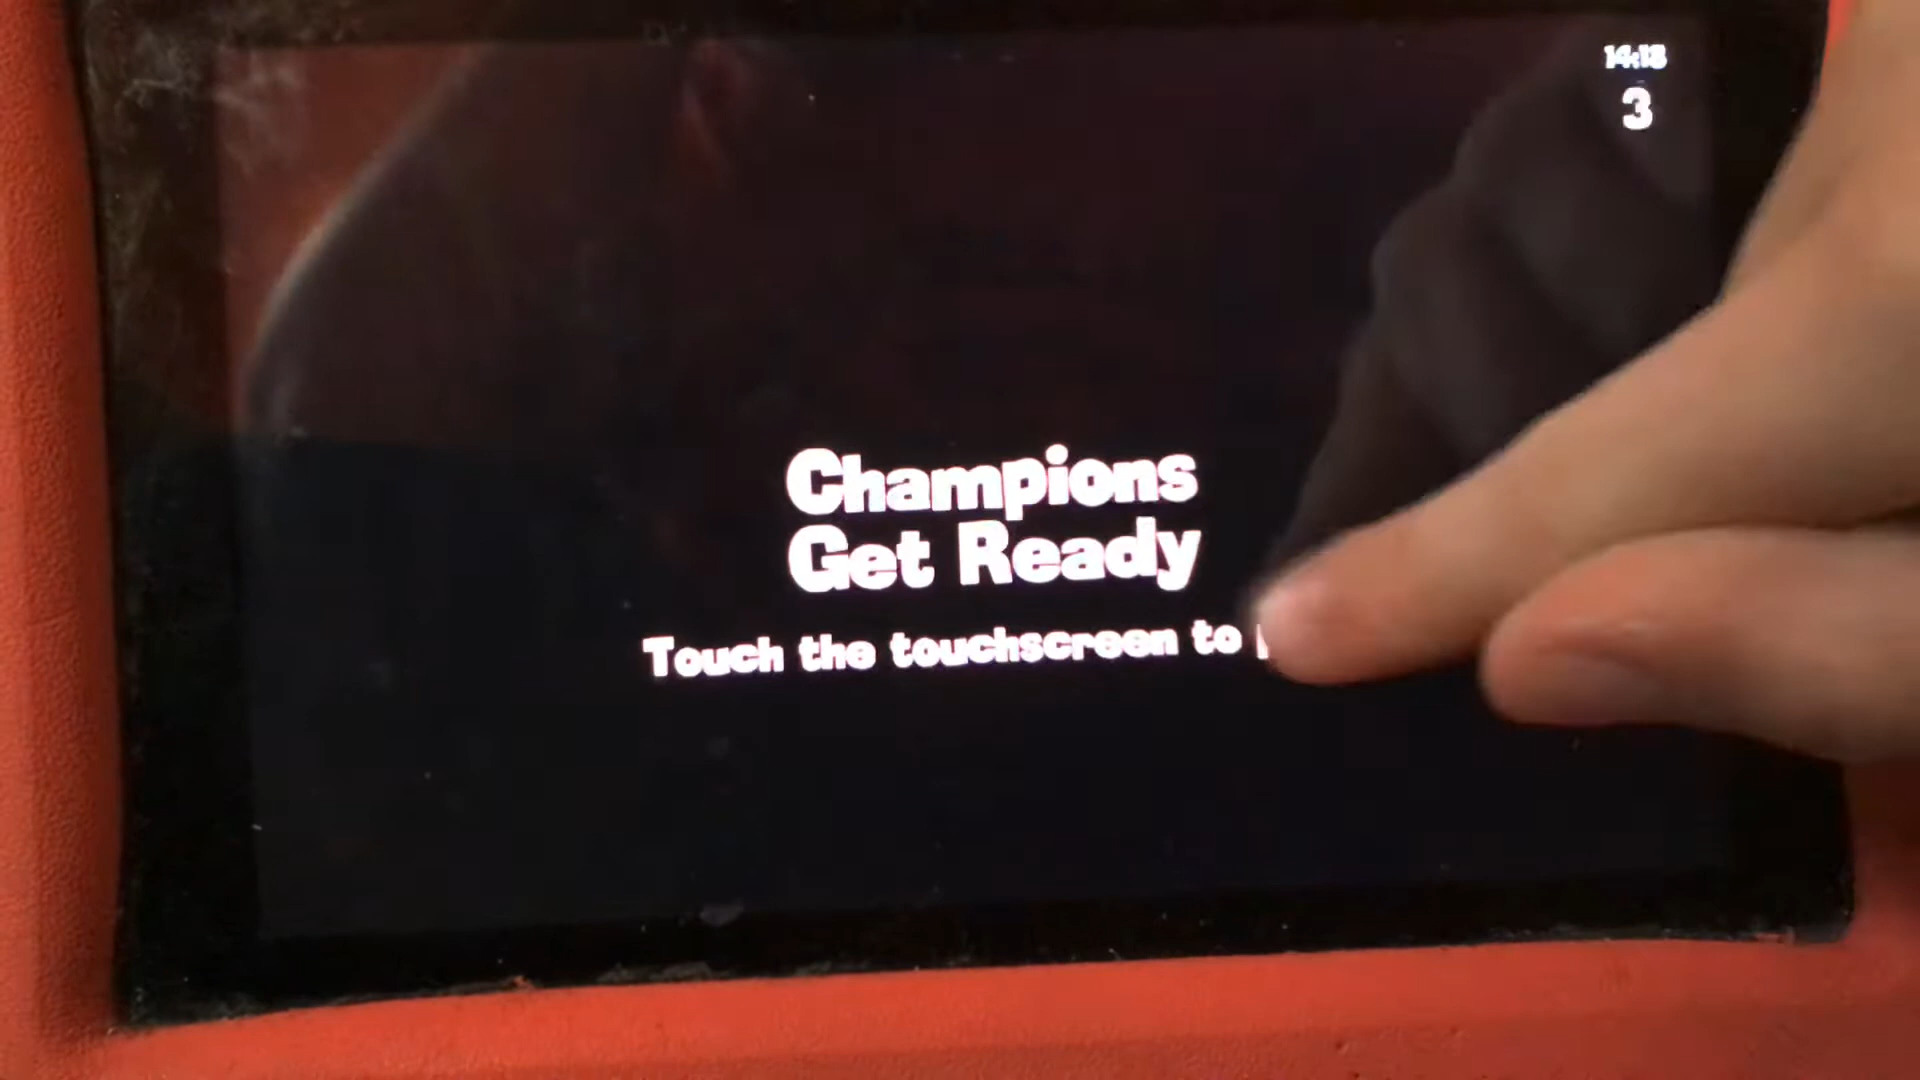 14:18
3
Champions
Get Ready
Touch the touchscreen to